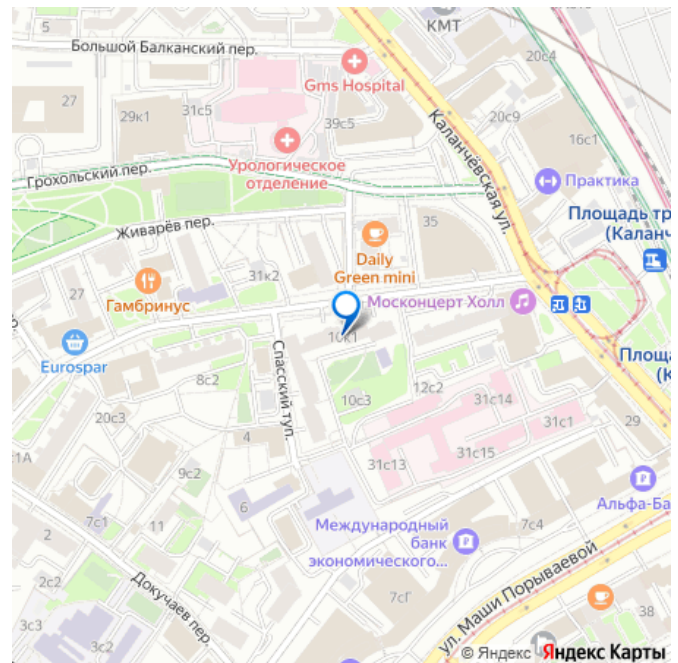 5
КМТ
20с4
Большой Балканский пер.
Gms Hospital
27
29к1
31с5
39с5
Каланчёвская ул.
20с9
16с1
Урологическое
отделение
Грохольский пер.
Практика
Живарёв пер.
35
Площадь тр
(Каланч
Daily
Green mini
31к2
27
Гамбринус
Москонцерт Холл
10к1
Eurospar
Площа
(К
Спасский туп.
8с2
12с2
10с3
31с14
20с3
4
31с1
29
1А
31с13
31с15
9с2
6
Альфа-Ба
7с1
11
Международный
банк
экономического...
7с4
2
Докучаев пер.
2с2
7сГ
ул. Маши Порываевой
38
3с3
3с2
© Яндекс Яндекс Карты